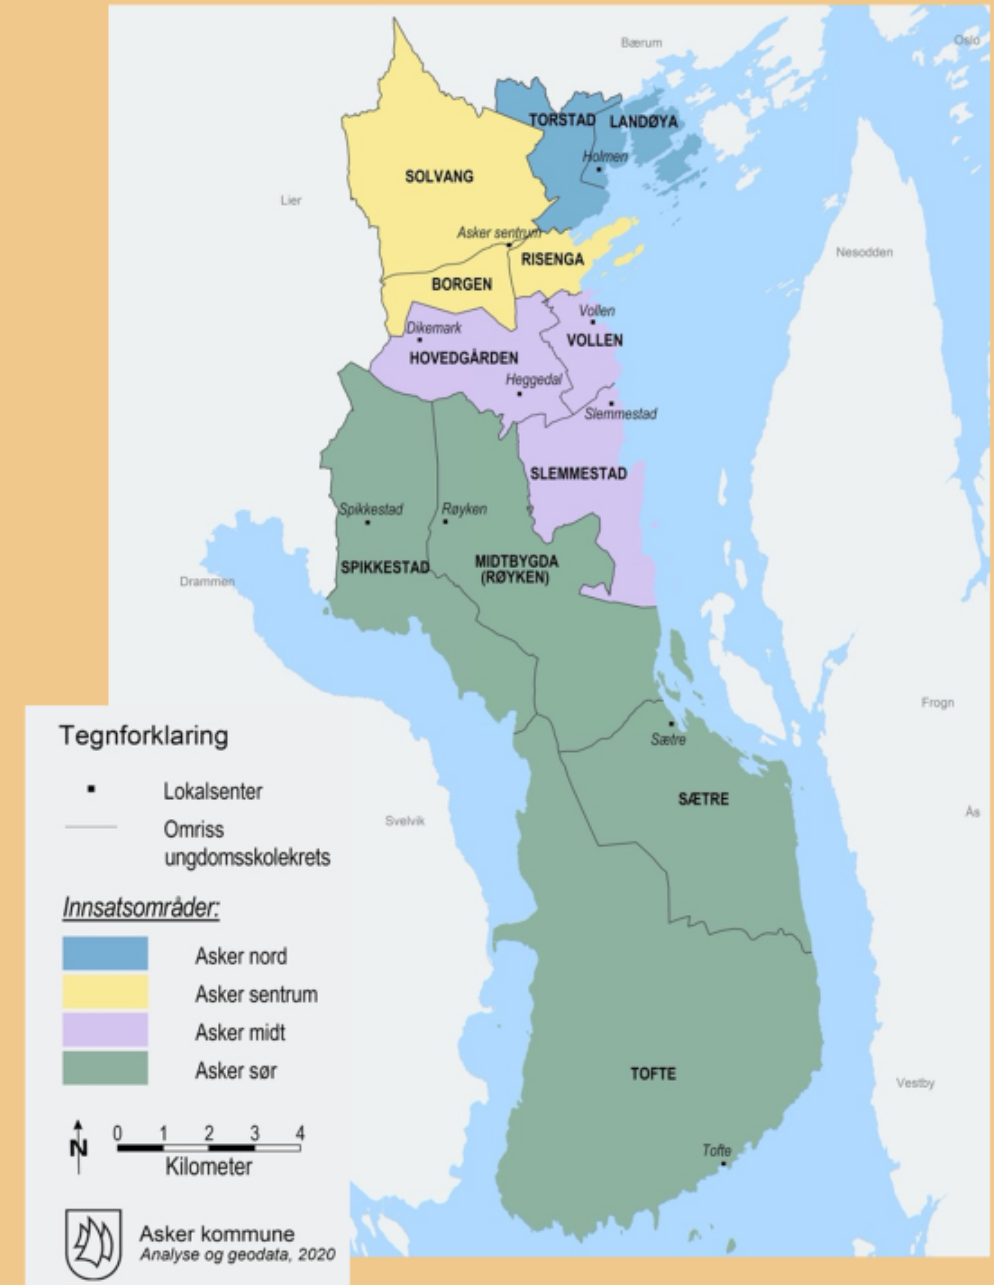 Bærum
Oslo
TORSTAD
LANDØYA
Holmen
SOLVANG
Lier
Asker sentrum
Nesodden
RISENGA
BORGEN
Vollen
Dikemark
VOLLEN
HOVEDGÅRDEN
Heggedal
Slemmestad
SLEMMESTAD
Spikkestad
Røyken
MIDTBYGDA
(RØYKEN)
SPIKKESTAD
Drammen
Frogn
Sætre
SÆTRE
Ås
Svelvik
TOFTE
Vestby
Tofte
Tegnforklaring
Lokalsenter
Omriss
ungdomsskolekrets
Innsatsområder:
Asker nord
Asker sentrum
Asker midt
Asker sør
N
0 1 2 3 4
Kilometer
Asker kommune
Analyse og geodata, 2020